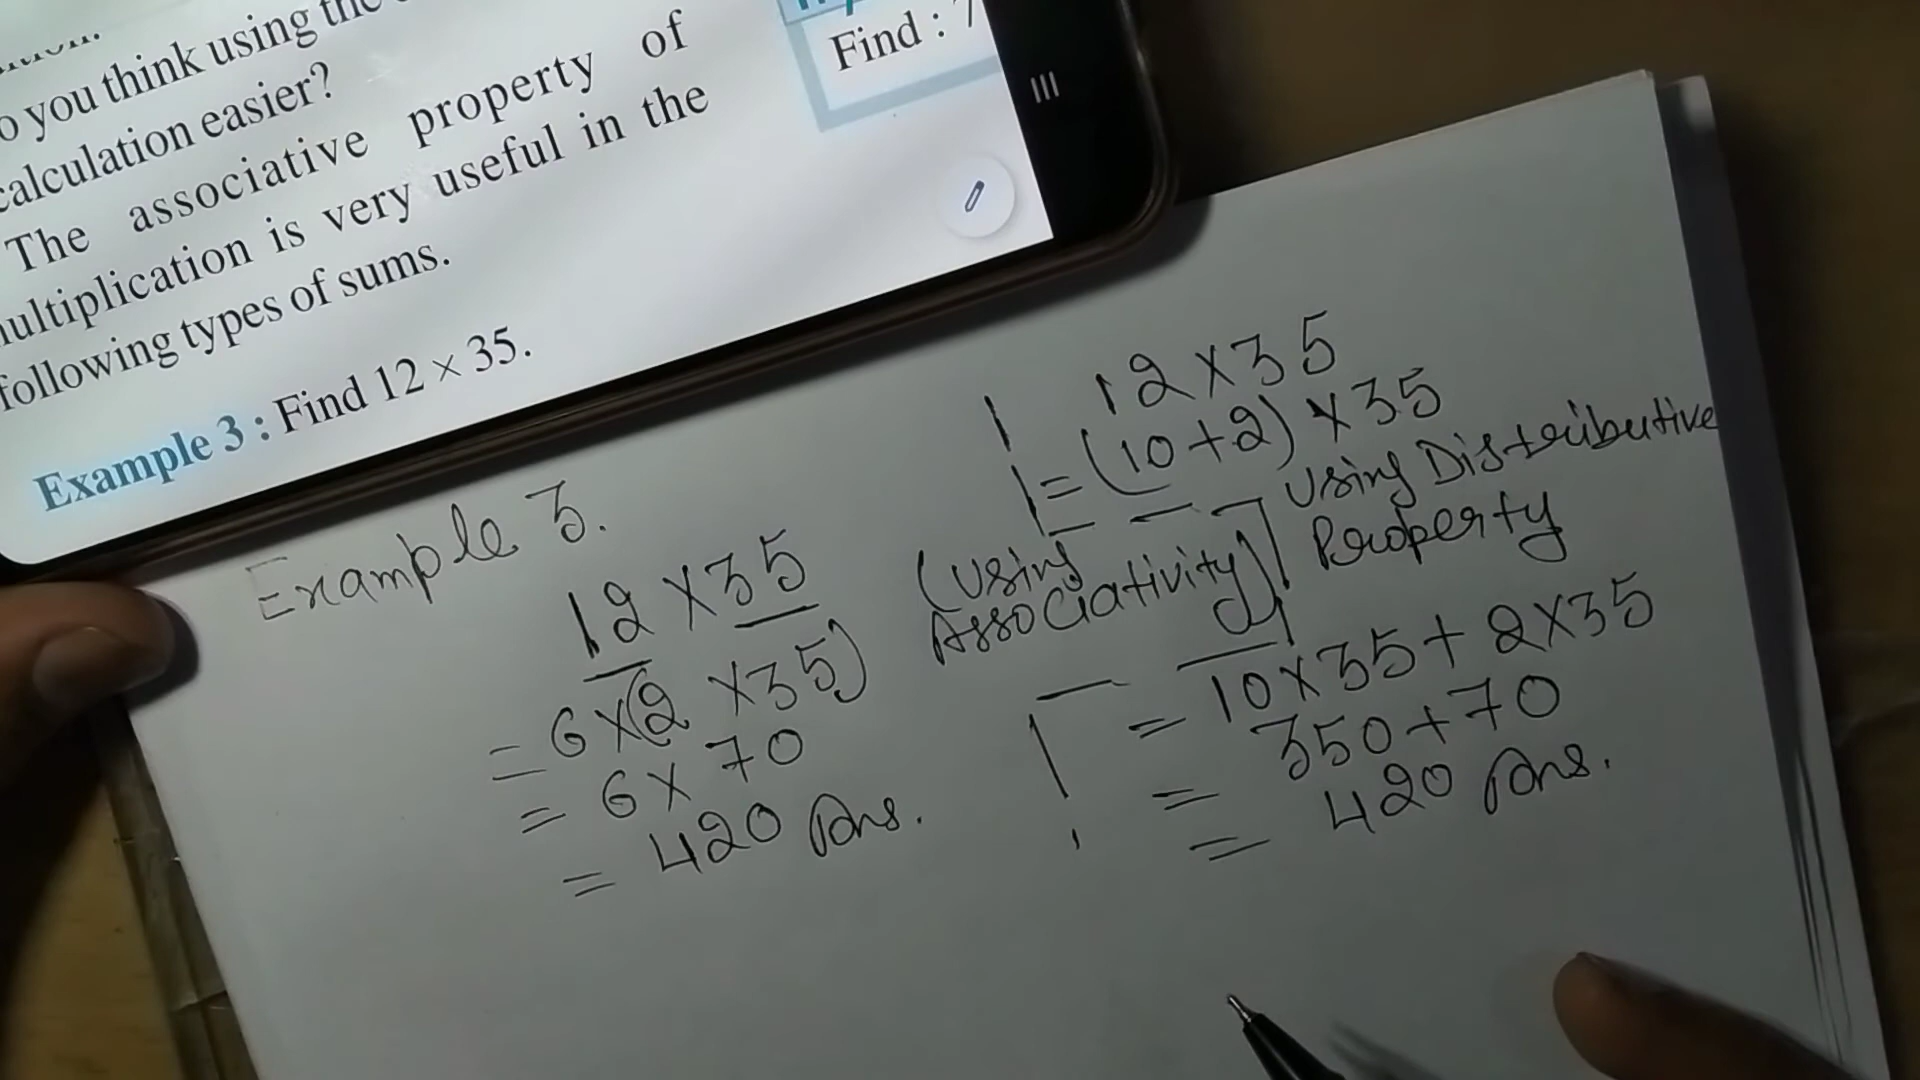 you think using the
calculation easier?
The associative property of
multiplication is very useful in the
following types of sums.
Example 3 : Find 12 × 35.
Find : 7
Example 3.
12 × 35
= 6 × (2 × 35) (Using Associativity)
= 6 × 70
= 420 Ans.
12 × 35
= (10 + 2) × 35
Using Distributive
Property
= 10 × 35 + 2 × 35
= 350 + 70
= 420 Ans.